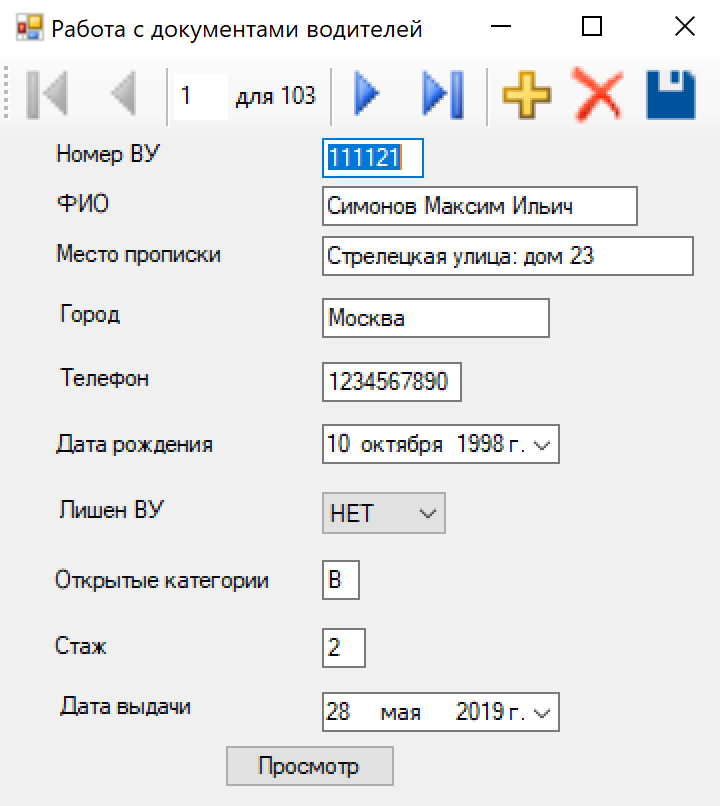 Работа с документами водителей
1 для 103
Номер ВУ 111121
ФИО Симонов Максим Ильич
Место прописки Стрелецкая улица: дом 23
Город Москва
Телефон 1234567890
Дата рождения 10 октября 1998 г.
Лишен ВУ НЕТ
Открытые категории B
Стаж 2
Дата выдачи 28 мая 2019 г.
Просмотр